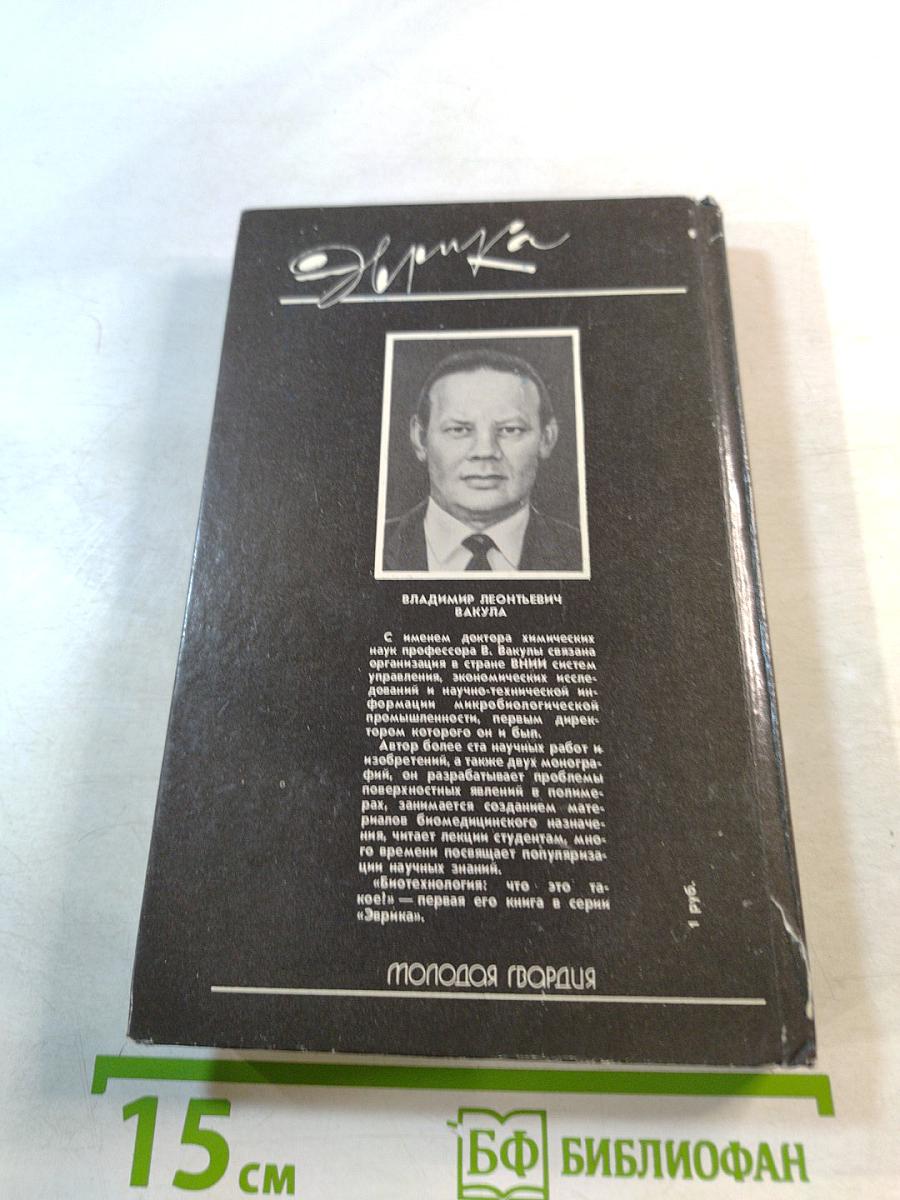 Эврика
ВЛАДИМИР ЛЕОНТЬЕВИЧ
ВАКУЛА
С именем доктора химических
наук профессора В. Вакулы связана
организация в стране ВНИИ систем
управления, экономических иссле-
дований и научно-технической ин-
формации микробиологической
промышленности, первым дирек-
тором которого он и был.
Автор более ста научных работ и
изобретений, а также двух моногра-
фий, он разрабатывает проблемы
поверхностных явлений в полиме-
рах, занимается созданием мате-
риалов биомедицинского назначе-
ния, читает лекции студентам, мно-
го времени посвящает популяриза-
ции научных знаний.
«Биотехнология: что это та-
кое?» — первая его книга в серии
«Эврика».
1 руб.
МОЛОДАЯ ГВАРДИЯ
15 см
БФ БИБЛИОФАН